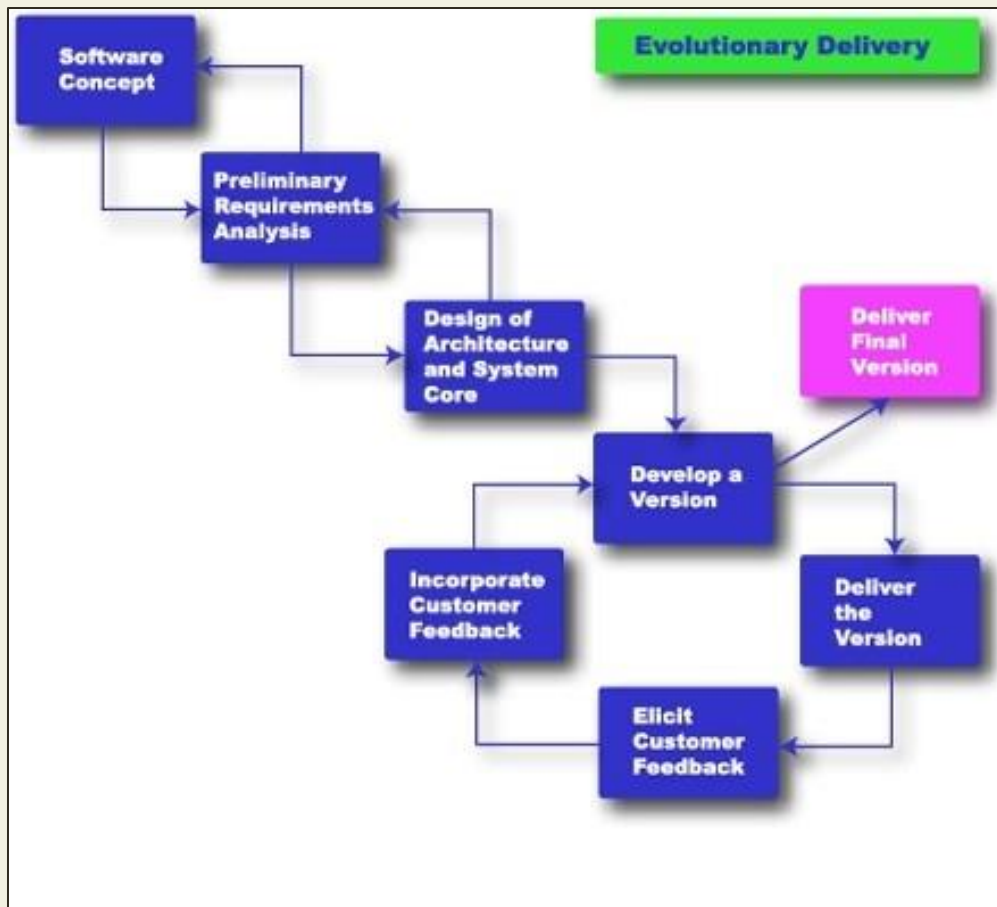 Evolutionary Delivery
Software
Concept
Preliminary
Requirements
Analysis
Design of
Architecture
and System
Core
Deliver
Final
Version
Develop a
Version
Incorporate
Customer
Feedback
Deliver
the
Version
Elicit
Customer
Feedback